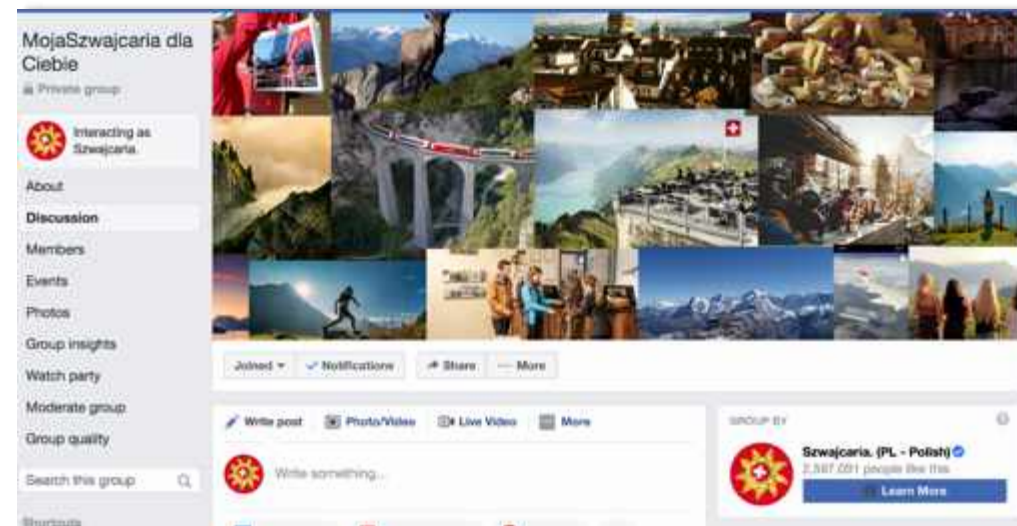 MojaSzwajcaria dla
Ciebie
Private group
Interacting as
Szwajcaria.
About
Discussion
Members
Events
Photos
Group insights
Watch party
Moderate group
Group quality
Search this group
Shortcuts
Joined
Notifications
Share
More
Write post
Photo/Video
Live Video
More
Write something...
GROUP BY
Szwajcaria. (PL - Polish)
people like this
Learn More